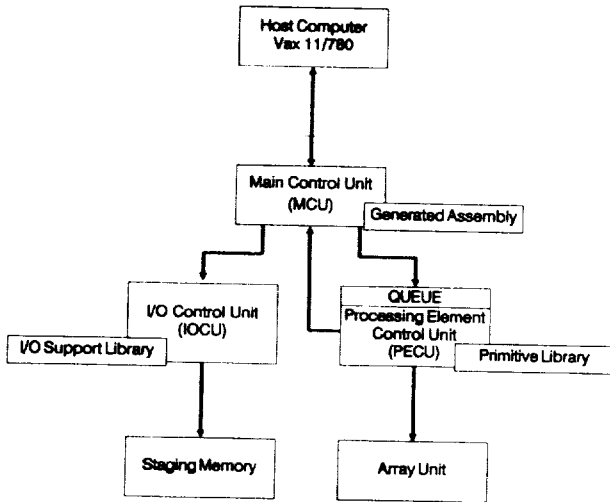 Host Computer
Vax 11/780
Main Control Unit
(MCU)
Generated Assembly
I/O Control Unit
(IOCU)
I/O Support Library
QUEUE
Processing Element
Control Unit
(PECU)
Primitive Library
Staging Memory
Array Unit